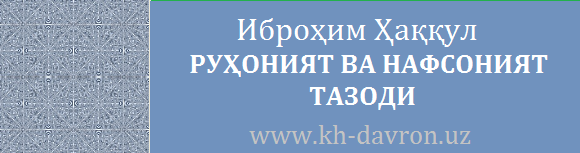 Иброҳим Ҳаққул
РУҲОНИЯТ ВА НАФСОНИЯТ
ТАЗОДИ
www.kh-davron.uz